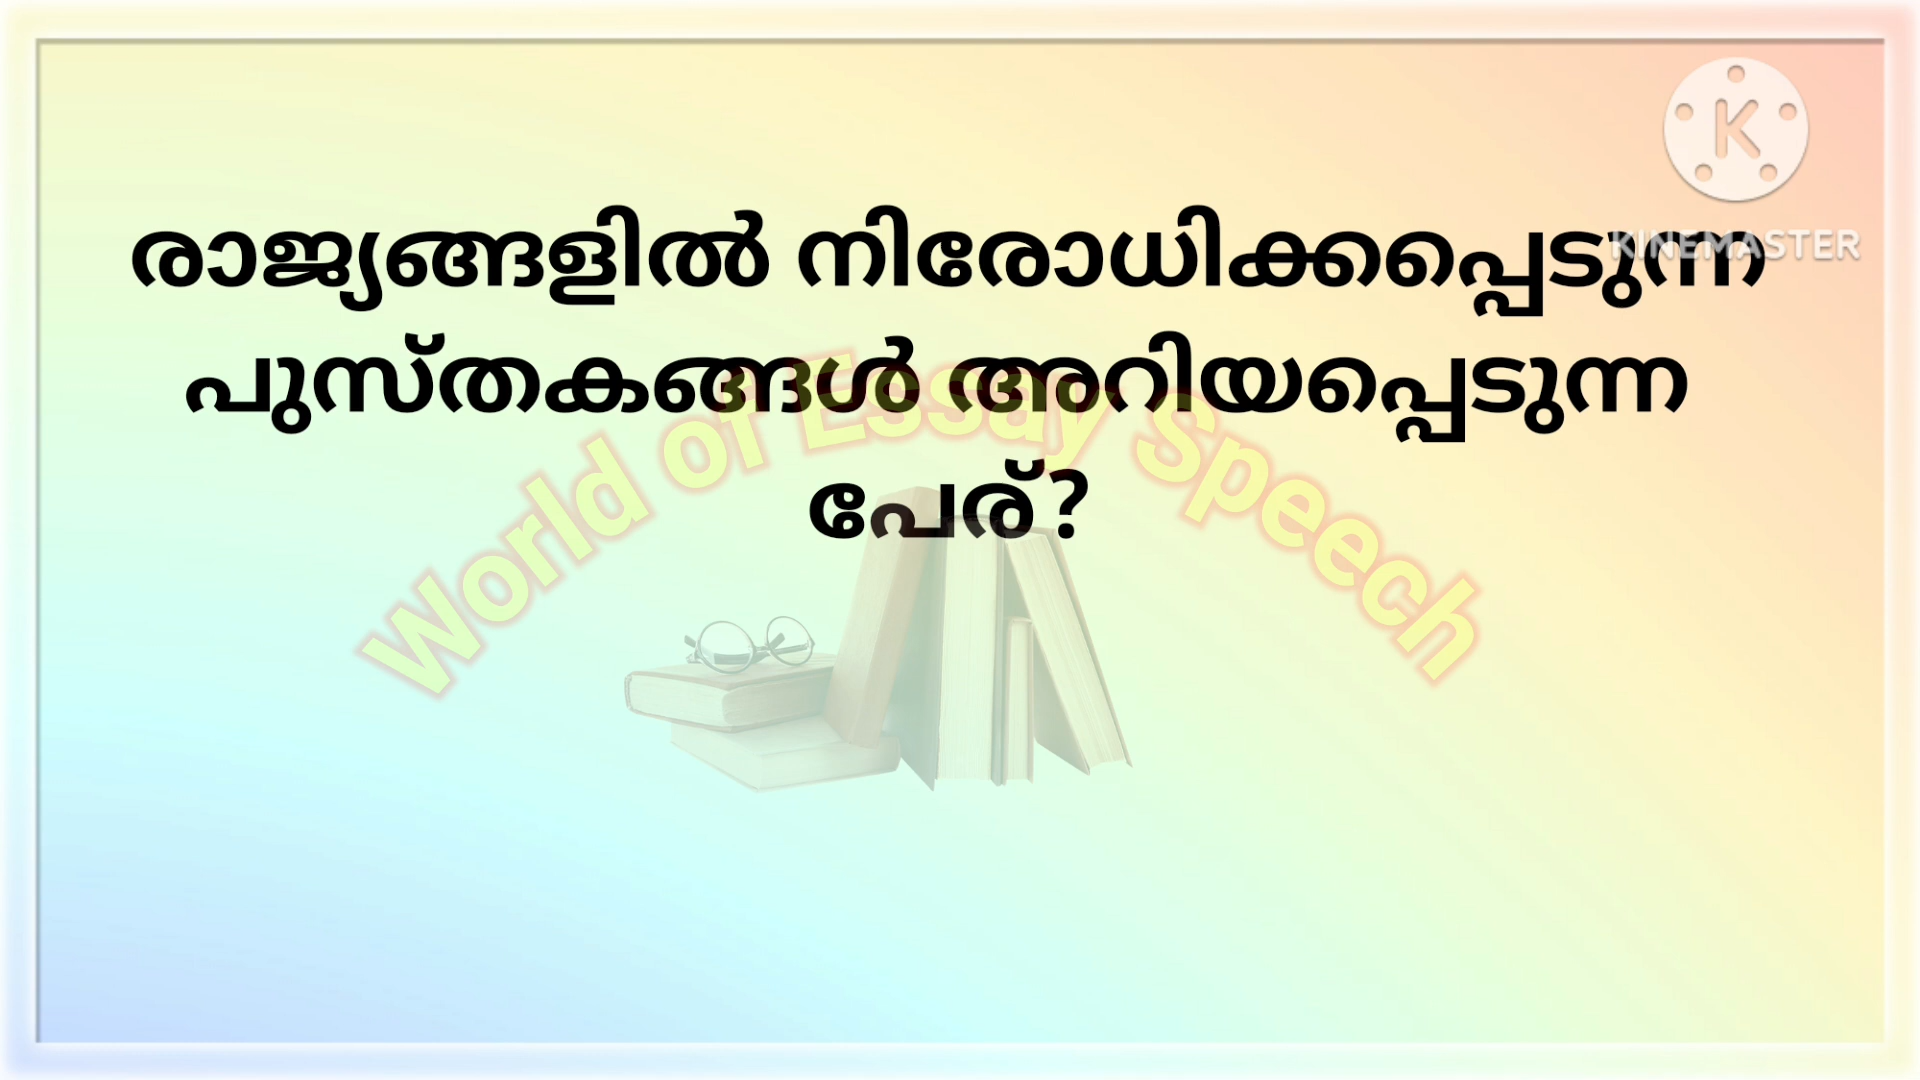 KINEMASTER
രാജ്യങ്ങളിൽ നിരോധിക്കപ്പെടുന്ന
പുസ്തകങ്ങൾ അറിയപ്പെടുന്ന
പേര്?
World of Essay Speech